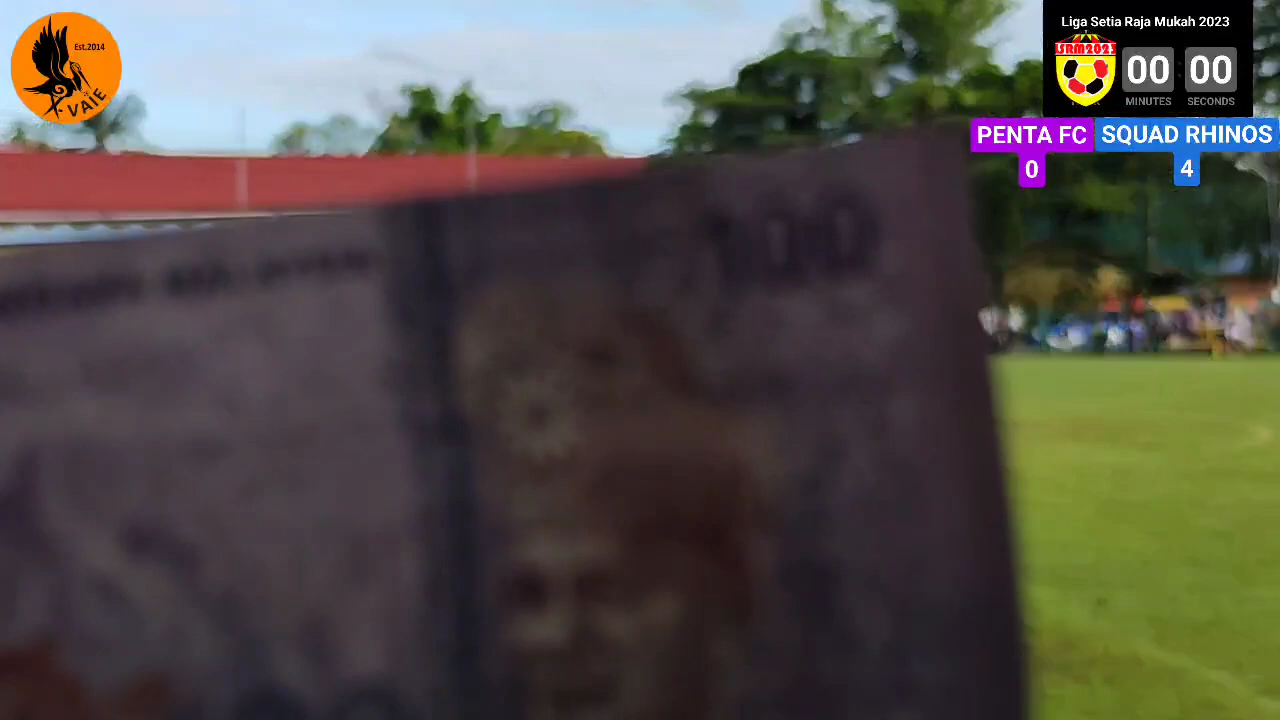 Est.2014
VAIE
Liga Setia Raja Mukah 2023
LSRM2023
00 00
MINUTES SECONDS
PENTA FC SQUAD RHINOS
0 4
100